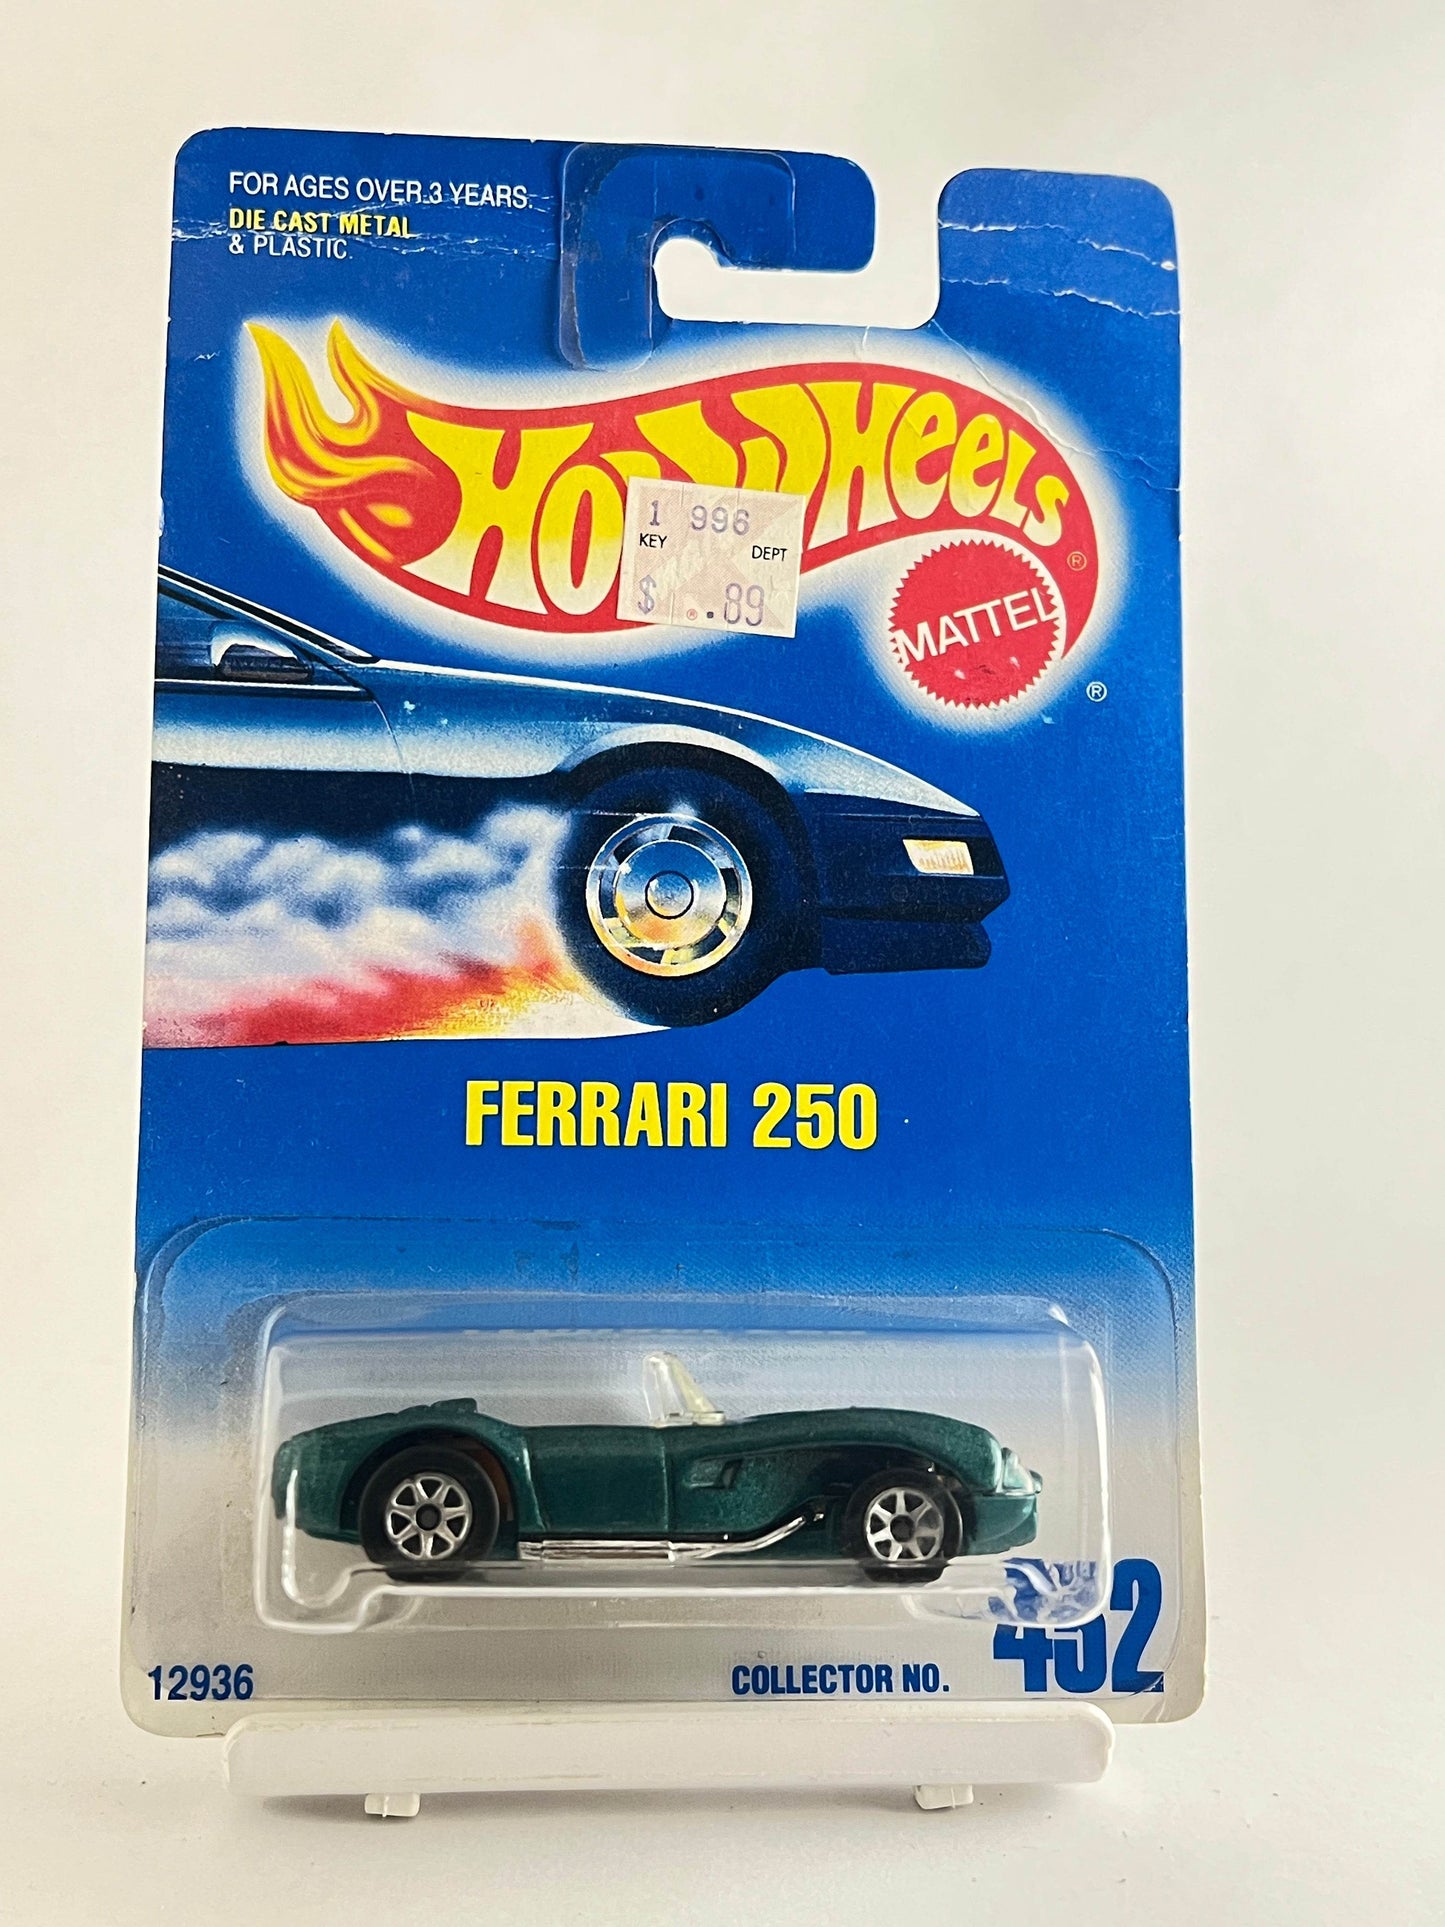 FOR AGES OVER 3 YEARS.
DIE CAST METAL
& PLASTIC.
HOT WHEELS ®
1 996
KEY DEPT
$ .89
®
MATTEL
®
FERRARI 250
12936
COLLECTOR NO. 452